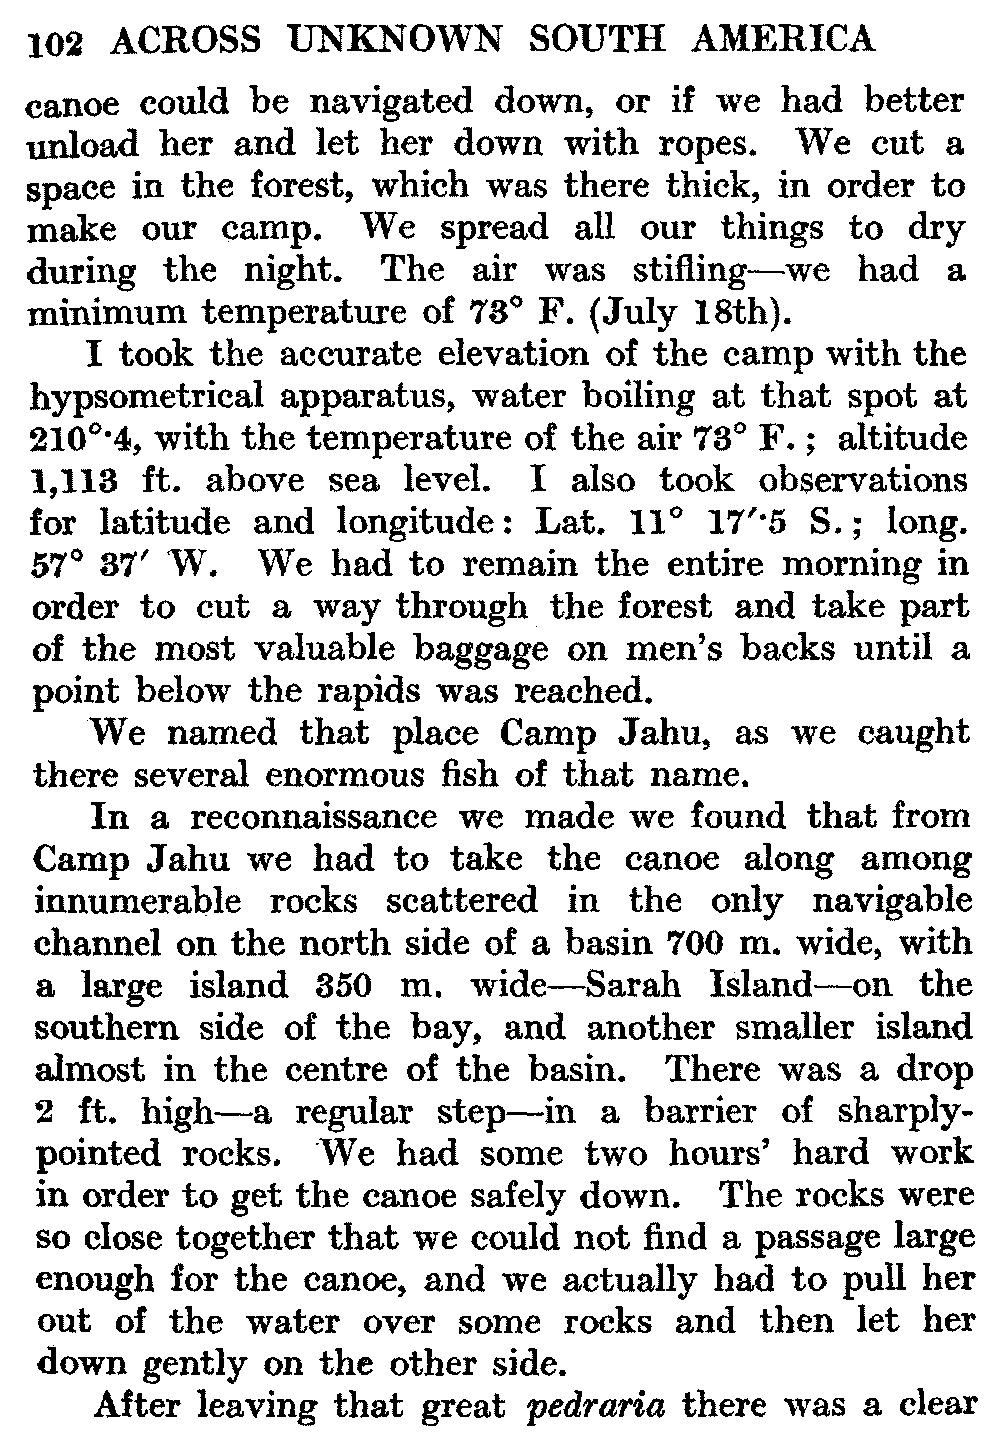 102 ACROSS UNKNOWN SOUTH AMERICA
canoe could be navigated down, or if we had better
unload her and let her down with ropes. We cut a
space in the forest, which was there thick, in order to
make our camp. We spread all our things to dry
during the night. The air was stifling—we had a
minimum temperature of 73° F. (July 18th).
I took the accurate elevation of the camp with the
hypsometrical apparatus, water boiling at that spot at
210°·4, with the temperature of the air 73° F. ; altitude
1,113 ft. above sea level. I also took observations
for latitude and longitude: Lat. 11° 17′·5 S. ; long.
57° 37′ W. We had to remain the entire morning in
order to cut a way through the forest and take part
of the most valuable baggage on men's backs until a
point below the rapids was reached.
We named that place Camp Jahu, as we caught
there several enormous fish of that name.
In a reconnaissance we made we found that from
Camp Jahu we had to take the canoe along among
innumerable rocks scattered in the only navigable
channel on the north side of a basin 700 m. wide, with
a large island 350 m. wide—Sarah Island—on the
southern side of the bay, and another smaller island
almost in the centre of the basin. There was a drop
2 ft. high—a regular step—in a barrier of sharply-
pointed rocks. We had some two hours' hard work
in order to get the canoe safely down. The rocks were
so close together that we could not find a passage large
enough for the canoe, and we actually had to pull her
out of the water over some rocks and then let her
down gently on the other side.
After leaving that great pedraria there was a clear